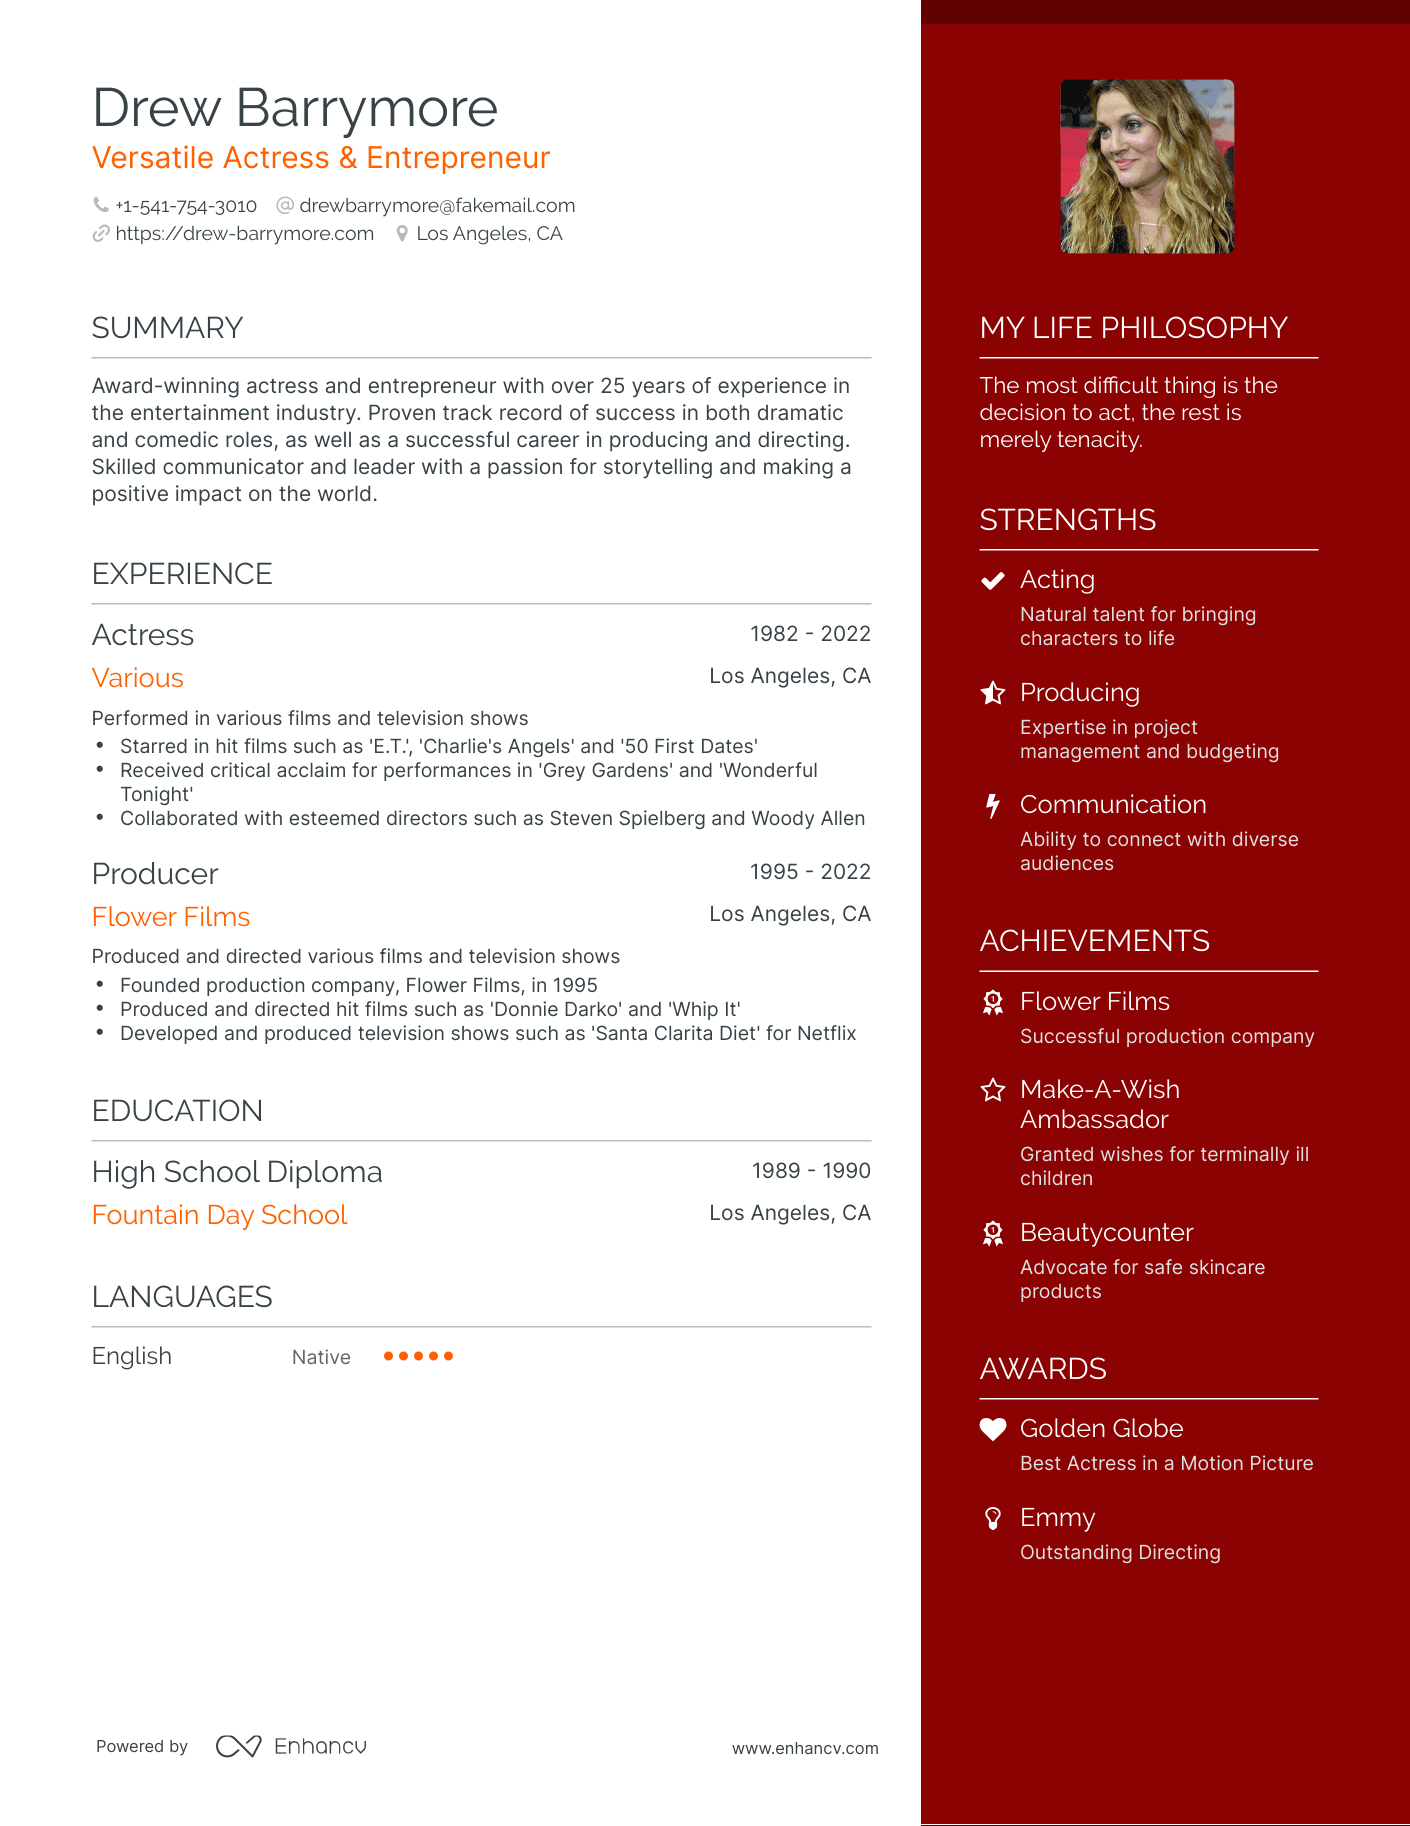 Drew Barrymore
Versatile Actress & Entrepreneur
+1-541-754-3010 @ drewbarrymore@fakemail.com
https://drew-barrymore.com Los Angeles, CA
SUMMARY
Award-winning actress and entrepreneur with over 25 years of experience in
the entertainment industry. Proven track record of success in both dramatic
and comedic roles, as well as a successful career in producing and directing.
Skilled communicator and leader with a passion for storytelling and making a
positive impact on the world.
EXPERIENCE
Actress 1982 - 2022
Various Los Angeles, CA
Performed in various films and television shows
• Starred in hit films such as 'E.T.', 'Charlie's Angels' and '50 First Dates'
• Received critical acclaim for performances in 'Grey Gardens' and 'Wonderful
Tonight'
• Collaborated with esteemed directors such as Steven Spielberg and Woody Allen
Producer 1995 - 2022
Flower Films Los Angeles, CA
Produced and directed various films and television shows
• Founded production company, Flower Films, in 1995
• Produced and directed hit films such as 'Donnie Darko' and 'Whip It'
• Developed and produced television shows such as 'Santa Clarita Diet' for Netflix
EDUCATION
High School Diploma 1989 - 1990
Fountain Day School Los Angeles, CA
LANGUAGES
English Native
MY LIFE PHILOSOPHY
The most difficult thing is the
decision to act, the rest is
merely tenacity.
STRENGTHS
Acting
Natural talent for bringing
characters to life
Producing
Expertise in project
management and budgeting
Communication
Ability to connect with diverse
audiences
ACHIEVEMENTS
Flower Films
Successful production company
Make-A-Wish
Ambassador
Granted wishes for terminally ill
children
Beautycounter
Advocate for safe skincare
products
AWARDS
Golden Globe
Best Actress in a Motion Picture
Emmy
Outstanding Directing
Powered by Enhancv www.enhancv.com